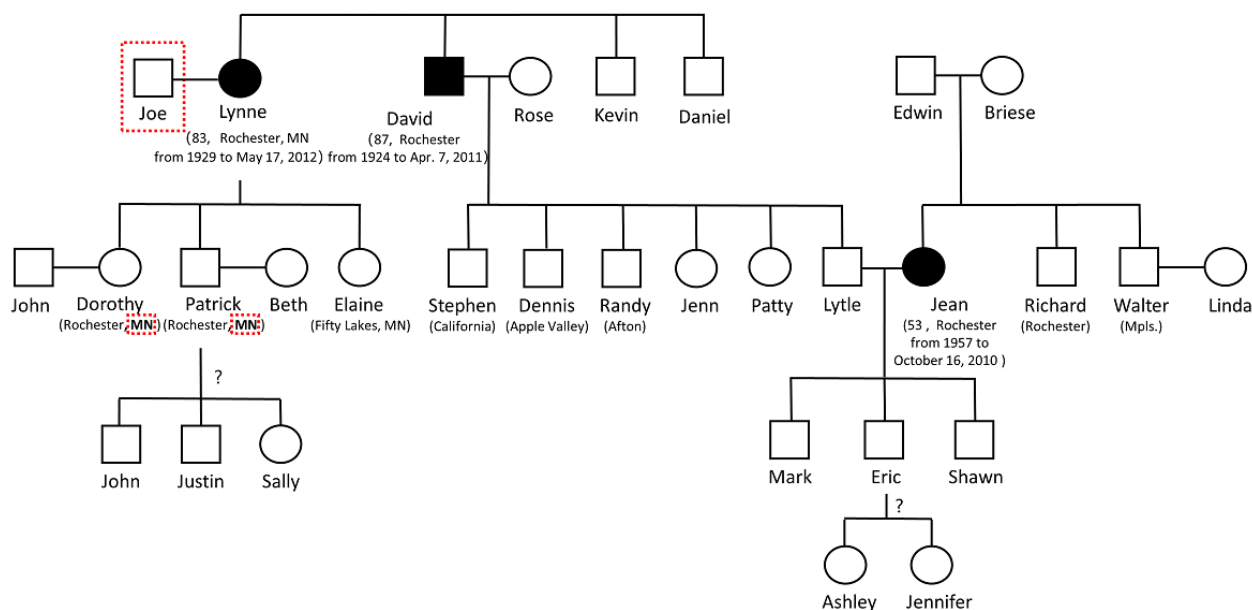 Joe
Lynne
(83, Rochester, MN
from 1929 to May 17, 2012)
David
(87, Rochester
from 1924 to Apr. 7, 2011)
Rose
Kevin
Daniel
Edwin
Briese
John
Dorothy
(Rochester, MN)
Patrick
(Rochester, MN)
Beth
Elaine
(Fifty Lakes, MN)
Stephen
(California)
Dennis
(Apple Valley)
Randy
(Afton)
Jenn
Patty
Lytle
Jean
(53 , Rochester
from 1957 to
October 16, 2010 )
Richard
(Rochester)
Walter
(Mpls.)
Linda
?
John
Justin
Sally
Mark
Eric
Shawn
?
Ashley
Jennifer